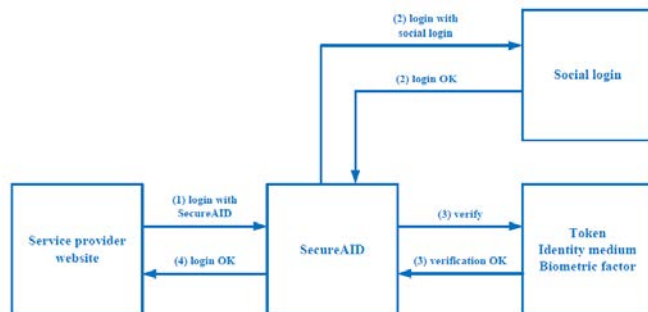 (2) login with
social login
Social login
(2) login OK
(1) login with
SecureAID
Service provider
website
(4) login OK
SecureAID
(3) verify
(3) verification OK
Token
Identity medium
Biometric factor